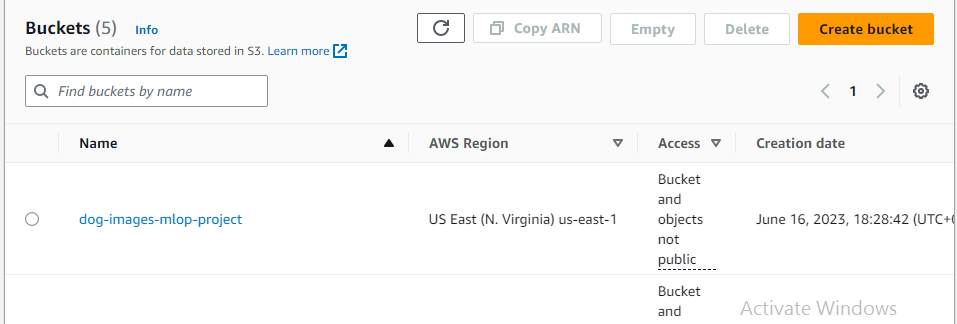 Buckets (5) Info
Buckets are containers for data stored in S3. Learn more
Copy ARN
Empty
Delete
Create bucket
Find buckets by name
1
Name AWS Region Access Creation date
dog-images-mlop-project
US East (N. Virginia) us-east-1
Bucket
and
objects
not
public
June 16, 2023, 18:28:42 (UTC+0
Bucket
and
Activate Windows